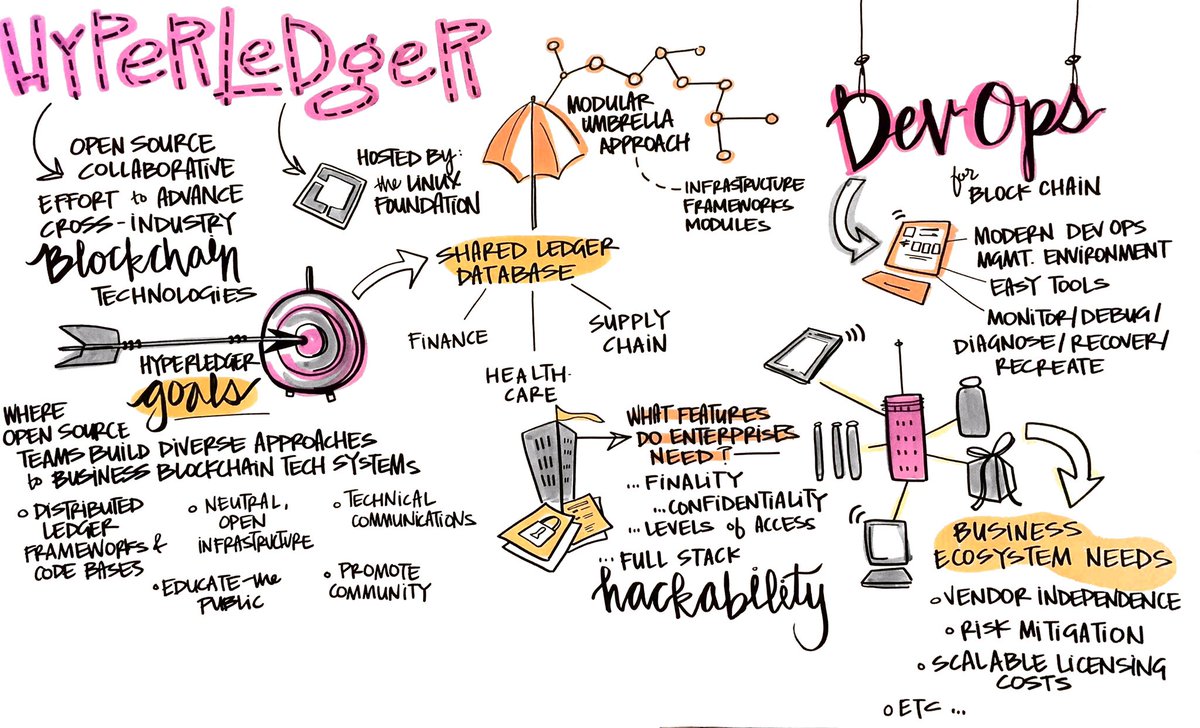 HYPERLEDGER
OPEN SOURCE
COLLABORATIVE
EFFORT to ADVANCE
CROSS-INDUSTRY
Blockchain
TECHNOLOGIES
HOSTED BY:
the LINUX
FOUNDATION
MODULAR
UMBRELLA
APPROACH
INFRASTRUCTURE
FRAMEWORKS
MODULES
SHARED LEDGER
DATABASE
FINANCE
HEALTH-
CARE
SUPPLY
CHAIN
HYPERLEDGER
goals
WHERE
OPEN SOURCE
TEAMS BUILD DIVERSE APPROACHES
to BUSINESS BLOCKCHAIN TECH SYSTEMS
DISTRIBUTED
LEDGER
FRAMEWORKS &
CODE BASES
NEUTRAL,
OPEN
INFRASTRUCTURE
TECHNICAL
COMMUNICATIONS
EDUCATE the
PUBLIC
PROMOTE
COMMUNITY
WHAT FEATURES
DO ENTERPRISES
NEED?
... FINALITY
... CONFIDENTIALITY
... LEVELS of ACCESS
... FULL STACK
hackability
DevOps
for
BLOCK CHAIN
MODERN DEV OPS
MGMT. ENVIRONMENT
EASY TOOLS
MONITOR/DEBUG/
DIAGNOSE/RECOVER/
RECREATE
BUSINESS
ECOSYSTEM NEEDS
VENDOR INDEPENDENCE
RISK MITIGATION
SCALABLE LICENSING
COSTS
ETC ...